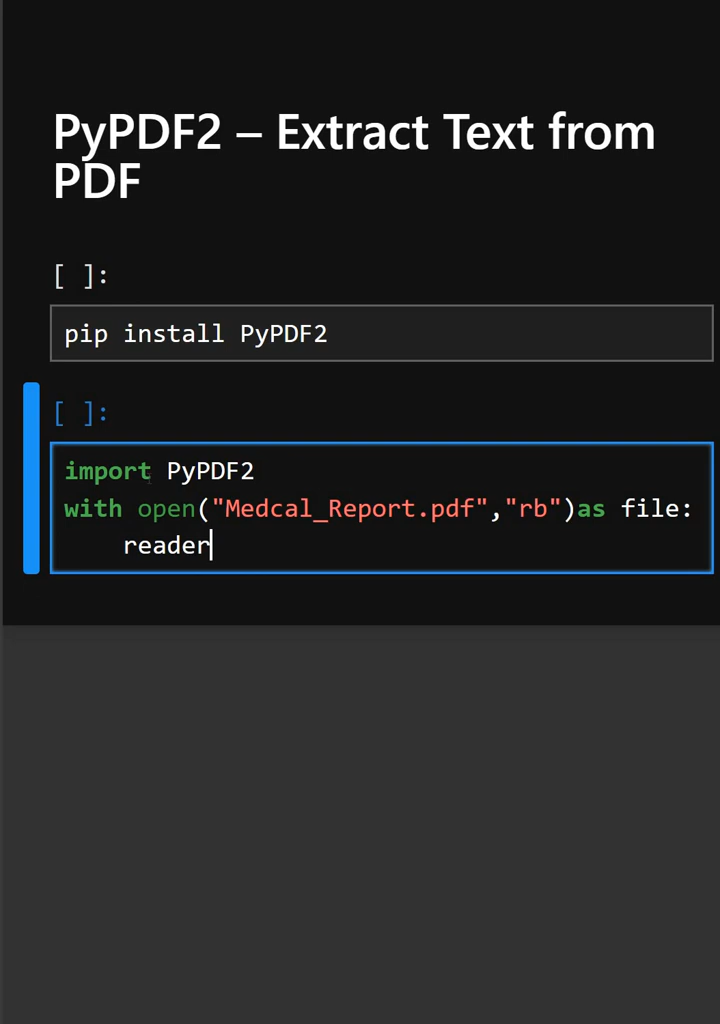 PyPDF2 – Extract Text from
PDF
[ ]:
pip install PyPDF2
[ ]:
import PyPDF2
with open("Medcal_Report.pdf","rb")as file:
    reader